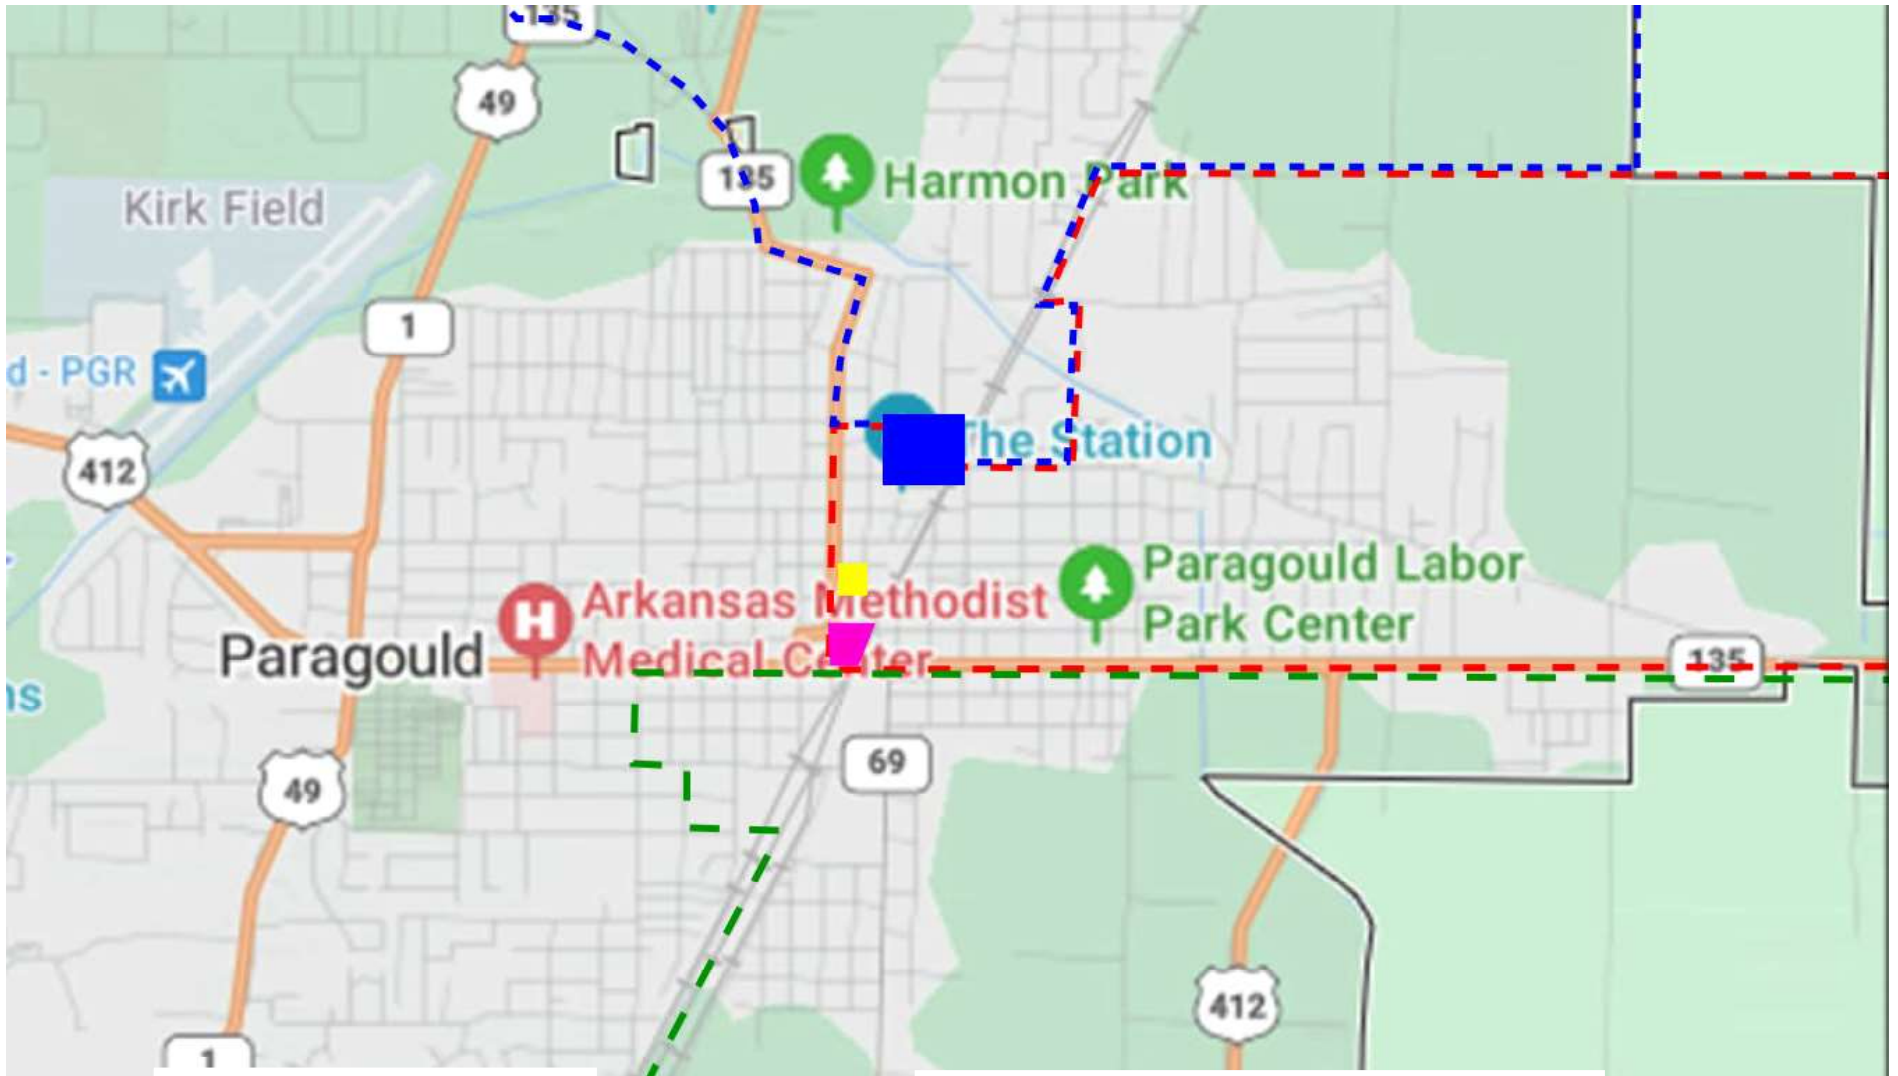 135
49
135
Harmon Park
Kirk Field
1
d - PGR
The Station
412
Paragould Labor
Park Center
Arkansas Methodist
Medical Center
Paragould
135
ns
69
49
412
1